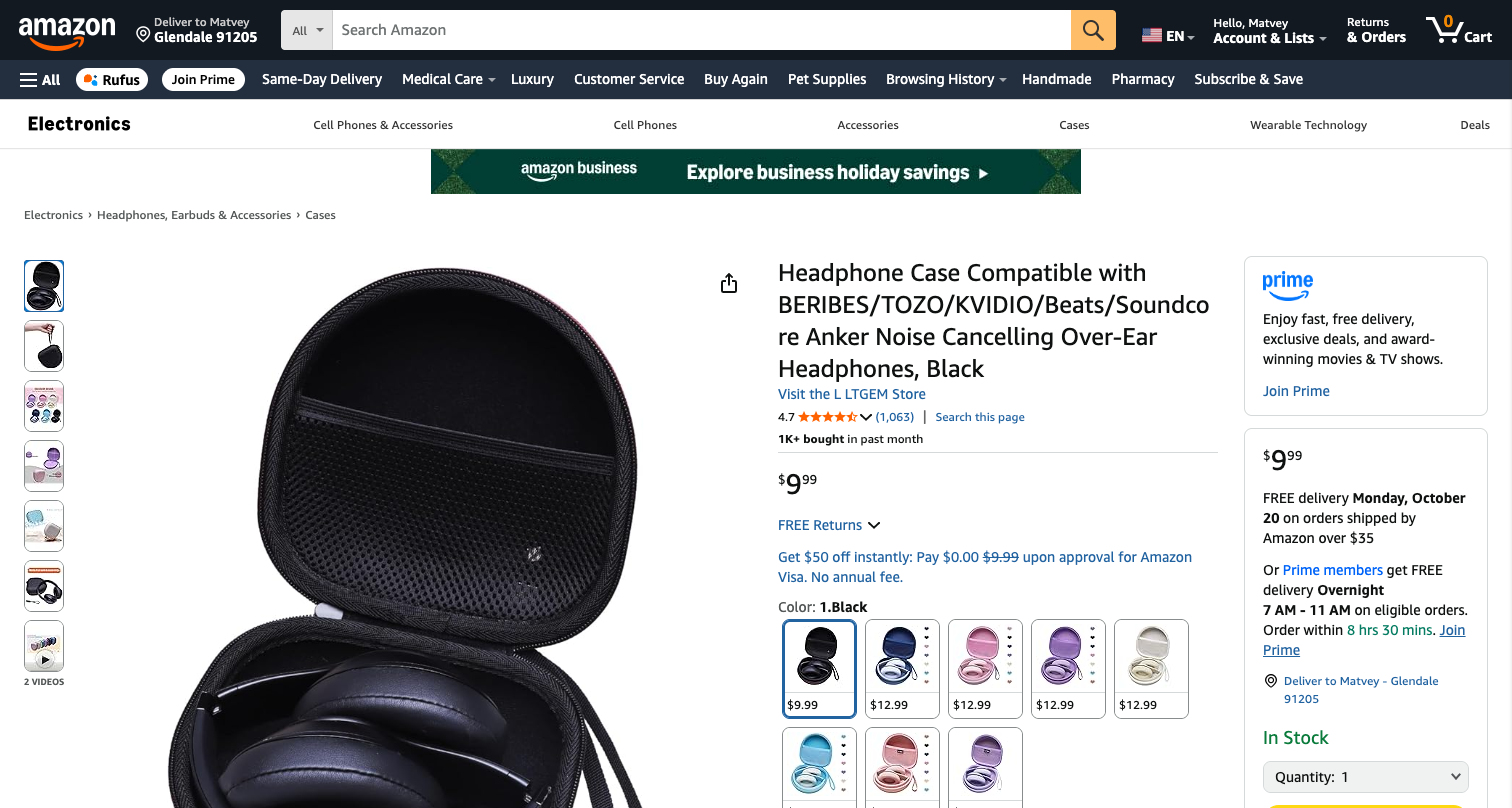 amazon
Deliver to Matvey
Glendale 91205
All
Search Amazon
EN
Hello, Matvey
Account & Lists
Returns
& Orders
0
Cart
All
Rufus
Join Prime
Same-Day Delivery
Medical Care
Luxury
Customer Service
Buy Again
Pet Supplies
Browsing History
Handmade
Pharmacy
Subscribe & Save
Electronics
Cell Phones & Accessories
Cell Phones
Accessories
Cases
Wearable Technology
Deals
amazon business
Explore business holiday savings
Electronics › Headphones, Earbuds & Accessories › Cases
2 VIDEOS
Headphone Case Compatible with
BERIBES/TOZO/KVIDIO/Beats/Soundco
re Anker Noise Cancelling Over-Ear
Headphones, Black
Visit the L LTGEM Store
4.7 (1,063) | Search this page
1K+ bought in past month
$9.99
FREE Returns
Get $50 off instantly: Pay $0.00 $9.99 upon approval for Amazon
Visa. No annual fee.
Color: 1.Black
$9.99
$12.99
$12.99
$12.99
$12.99
prime
Enjoy fast, free delivery,
exclusive deals, and award-
winning movies & TV shows.
Join Prime
$9.99
FREE delivery Monday, October
20 on orders shipped by
Amazon over $35
Or Prime members get FREE
delivery Overnight
7 AM - 11 AM on eligible orders.
Order within 8 hrs 30 mins. Join
Prime
Deliver to Matvey - Glendale
91205
In Stock
Quantity: 1